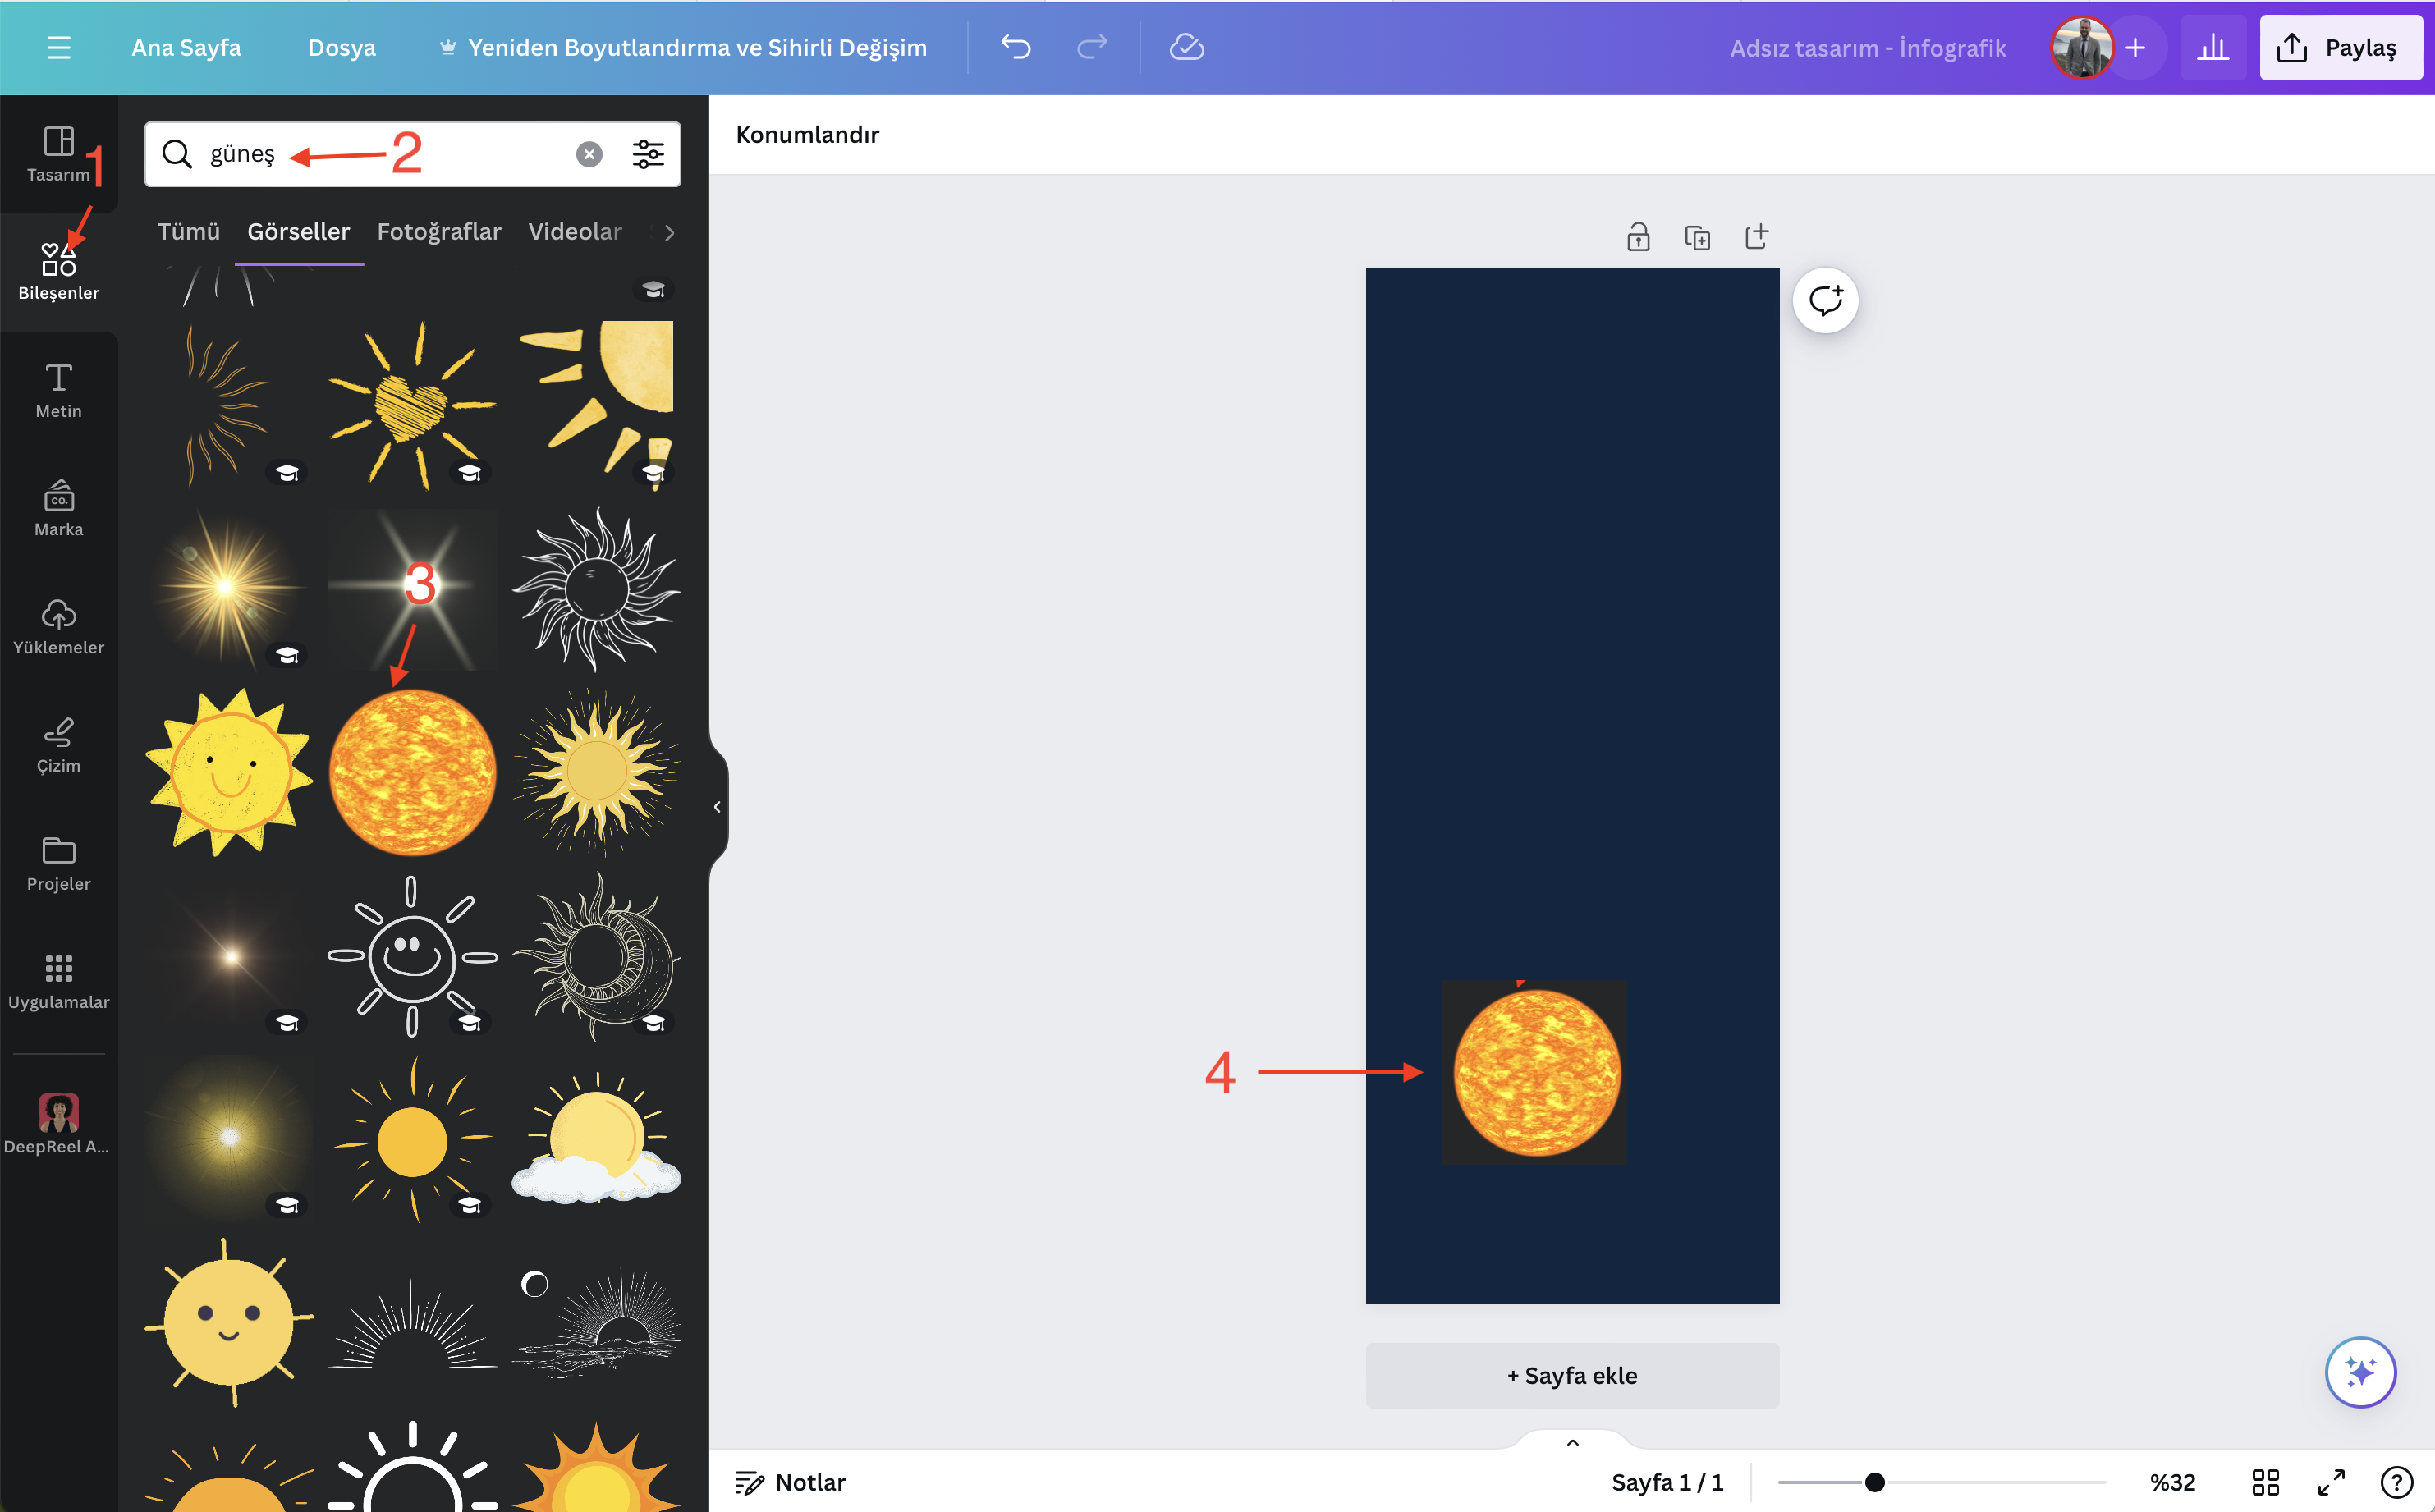 Ana Sayfa
Dosya
Yeniden Boyutlandırma ve Sihirli Değişim
Adsız tasarım - İnfografik
Paylaş
Tasarım
1
güneş
2
Konumlandır
Tümü
Görseller
Fotoğraflar
Videolar
Bileşenler
Metin
CO.
Marka
3
Yüklemeler
Çizim
Projeler
Uygulamalar
4
DeepReel A...
+ Sayfa ekle
Notlar
Sayfa 1 / 1
%32